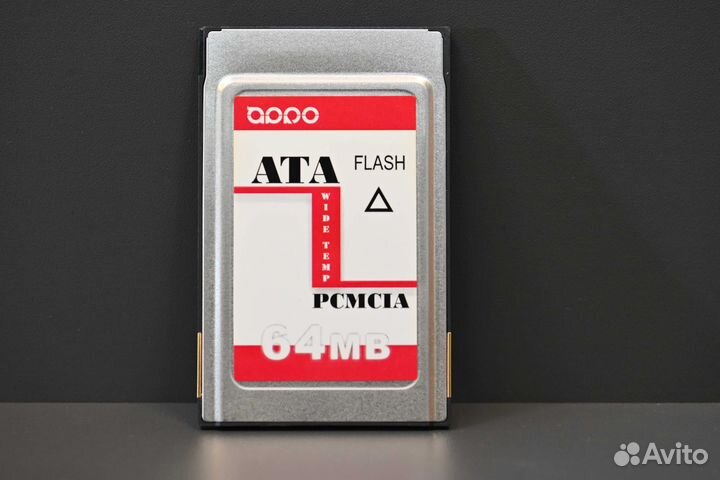 appo
ATA FLASH
WIDE TEMP
PCMCIA
64MB
Avito